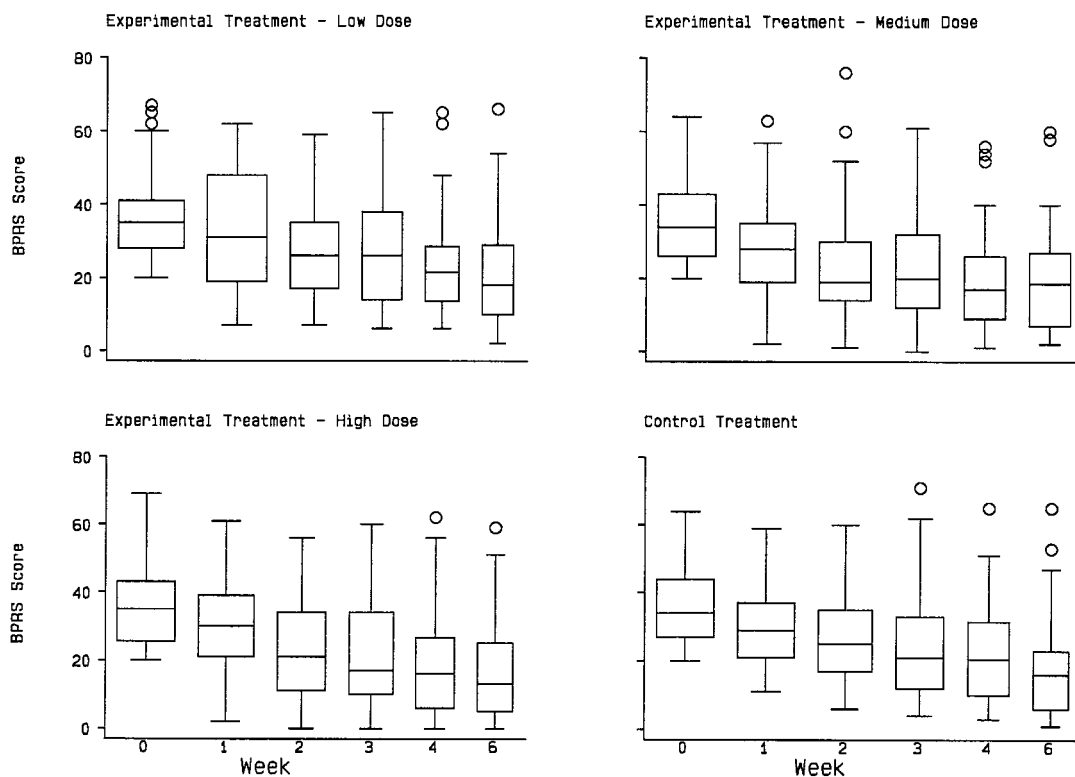 Experimental Treatment - Low Dose
Experimental Treatment - Medium Dose
80
60
40
20
0
BPRS Score
Experimental Treatment - High Dose
Control Treatment
80
60
40
20
0
BPRS Score
0 1 2 3 4 6
0 1 2 3 4 6
Week
Week